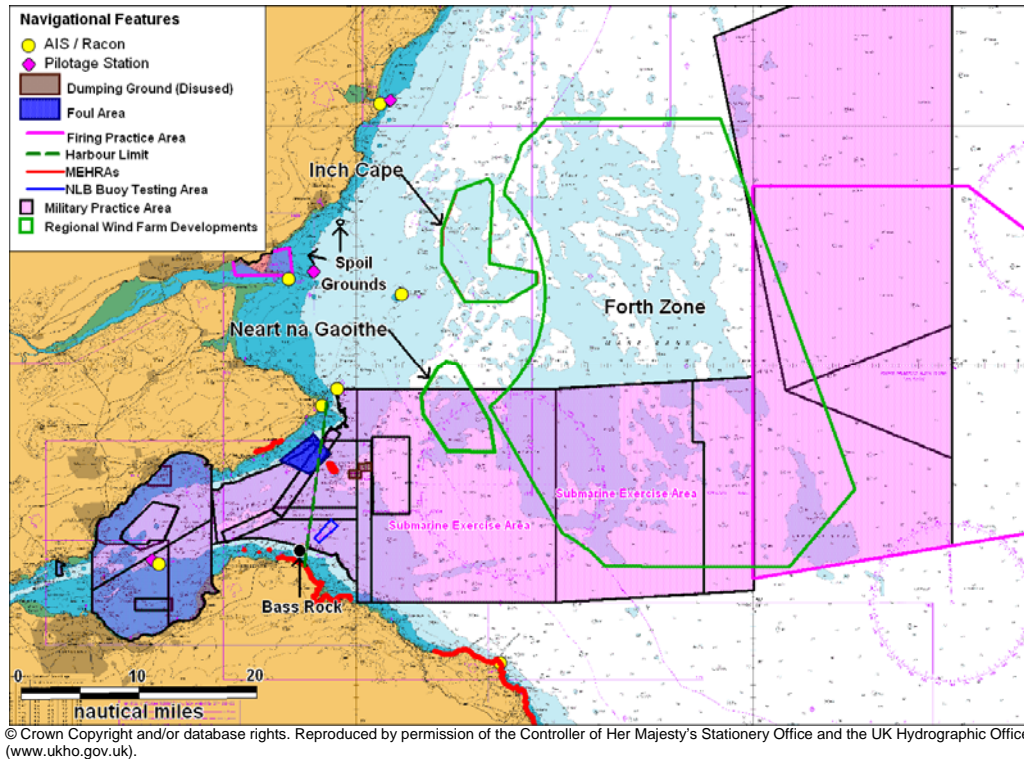 Navigational Features
AIS / Racon
Pilotage Station
Dumping Ground (Disused)
Foul Area
Firing Practice Area
Harbour Limit
MEHRAs
NLB Buoy Testing Area
Military Practice Area
Regional Wind Farm Developments
Inch Cape
Spoil
Grounds
Forth Zone
Neart na Gaoithe
Submarine Exercise Area
Submarine Exercise Area
Bass Rock
0 10 20
nautical miles
© Crown Copyright and/or database rights. Reproduced by permission of the Controller of Her Majesty's Stationery Office and the UK Hydrographic Office
(www.ukho.gov.uk).